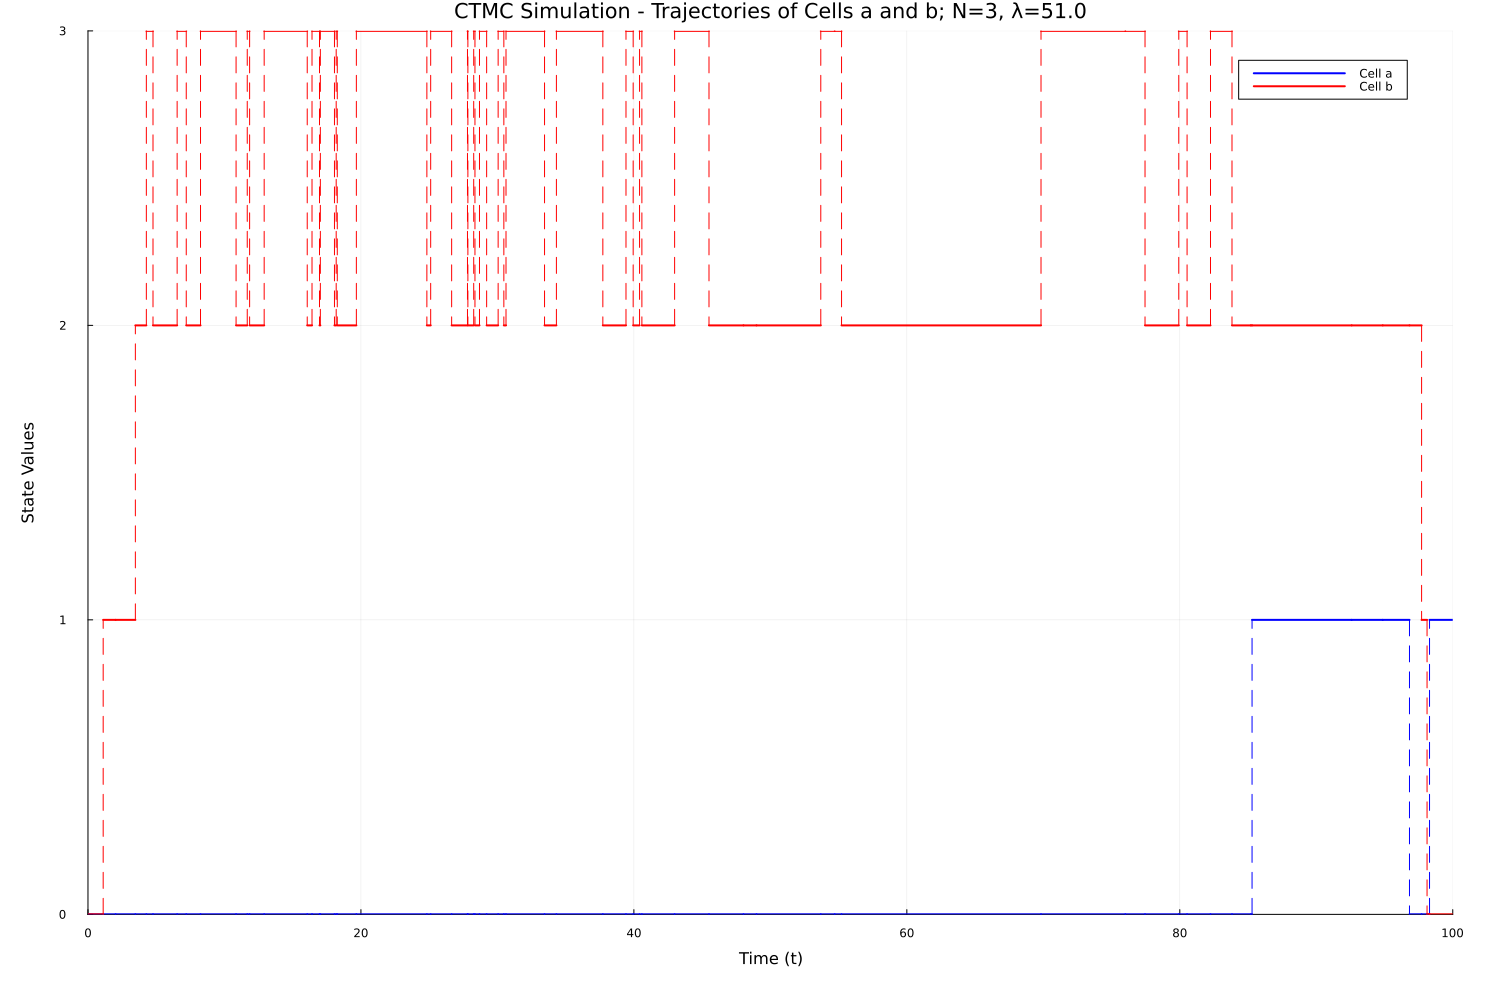 CTMC Simulation - Trajectories of Cells a and b; N=3, λ=51.0
3
Cell a
Cell b
2
State Values
1
0
0 20 40 60 80 100
Time (t)